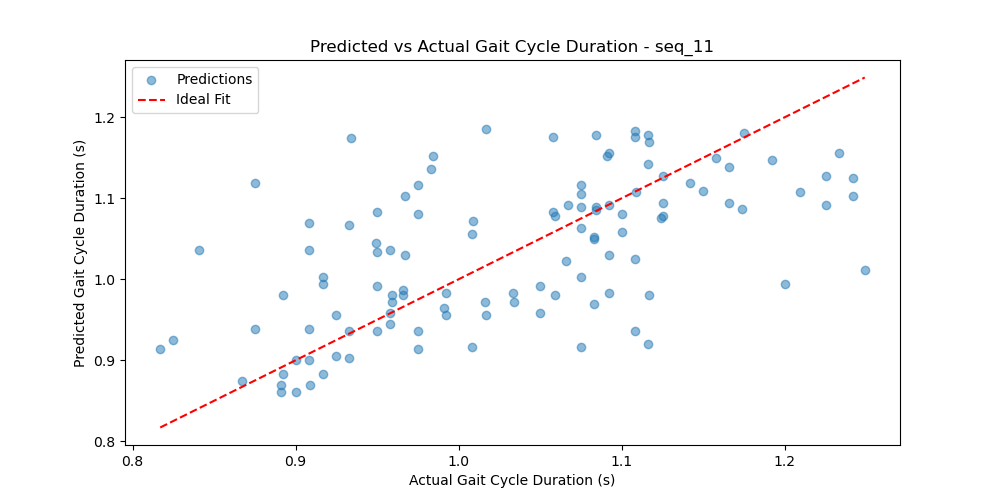 Predicted vs Actual Gait Cycle Duration - seq_11
Predictions
Ideal Fit
Predicted Gait Cycle Duration (s)
1.2
1.1
1.0
0.9
0.8
0.8 0.9 1.0 1.1 1.2
Actual Gait Cycle Duration (s)